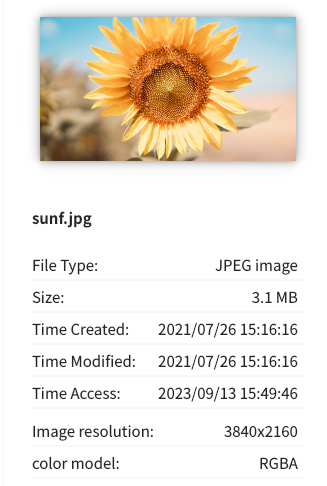 sunf.jpg
File Type: JPEG image
Size: 3.1 MB
Time Created: 2021/07/26 15:16:16
Time Modified: 2021/07/26 15:16:16
Time Access: 2023/09/13 15:49:46
Image resolution: 3840x2160
color model: RGBA